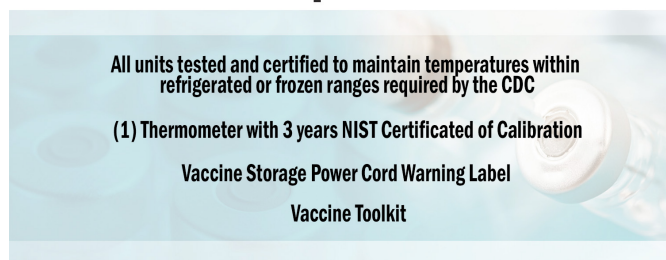 All units tested and certified to maintain temperatures within
refrigerated or frozen ranges required by the CDC
(1) Thermometer with 3 years NIST Certificated of Calibration
Vaccine Storage Power Cord Warning Label
Vaccine Toolkit